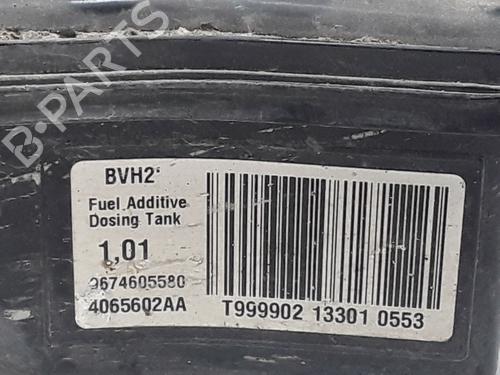 B-PARTS
BVH2'
Fuel Additive
Dosing Tank
1,01
9674605580
4065602AA
T999902 13301 0553